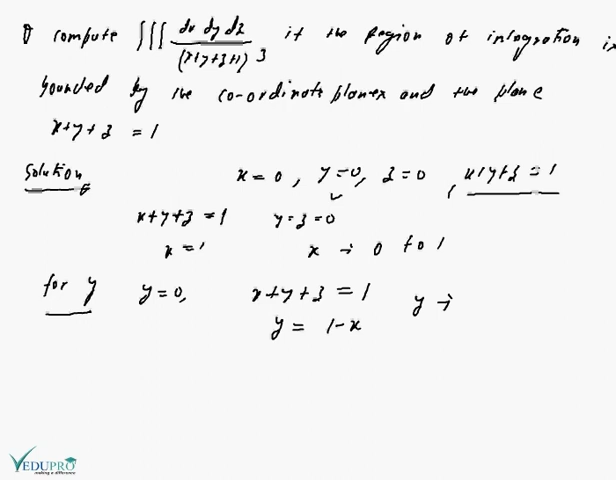 compute ∫∫∫ dx dy dz / (x+y+z+1)^3 if the Region of integration is
bounded by the co-ordinate planes and the plane
x+y+z = 1
Solution x=0, y=0, z=0, x+y+z=1
x+y+z=1 y=z=0
x=1 x → 0 to 1
for y y=0, x+y+z=1 y →
y = 1-x
VEDUPRO
making a difference